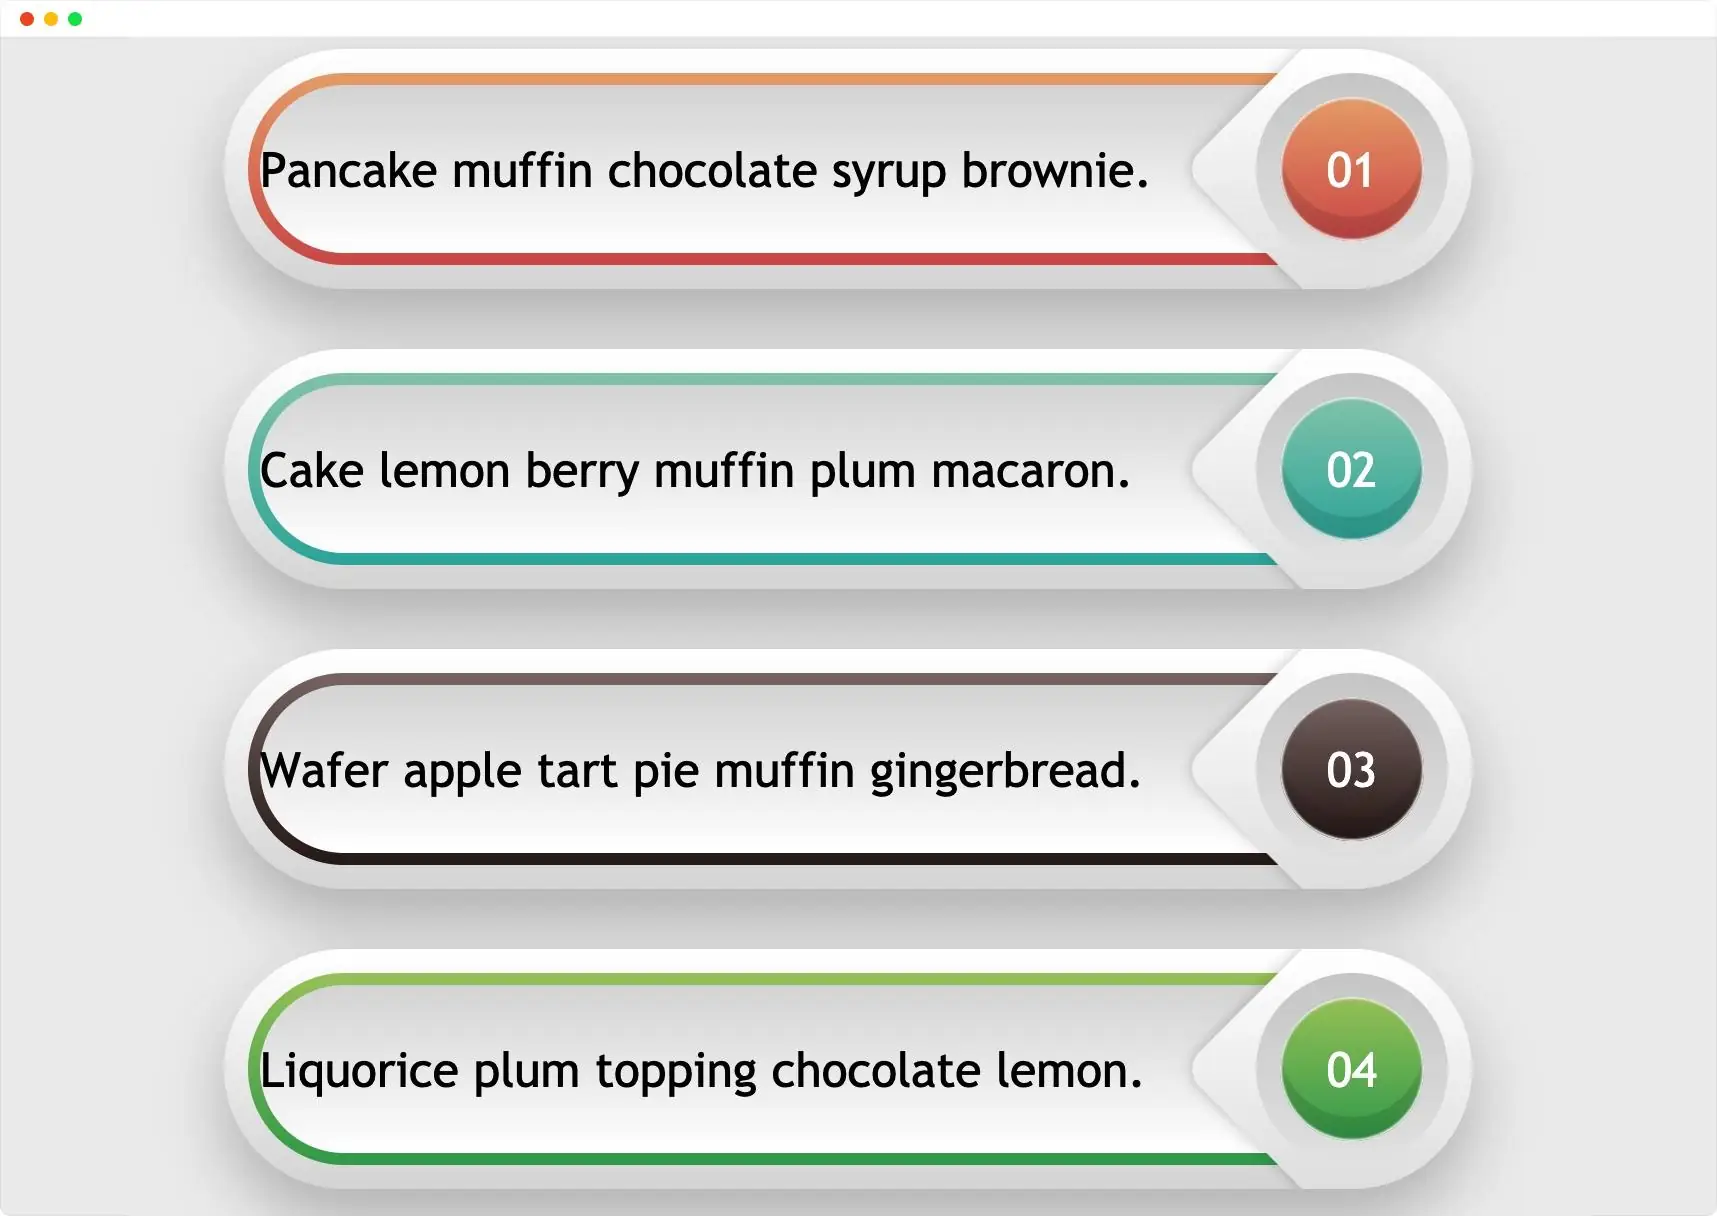 Pancake muffin chocolate syrup brownie. 01
Cake lemon berry muffin plum macaron. 02
Wafer apple tart pie muffin gingerbread. 03
Liquorice plum topping chocolate lemon. 04